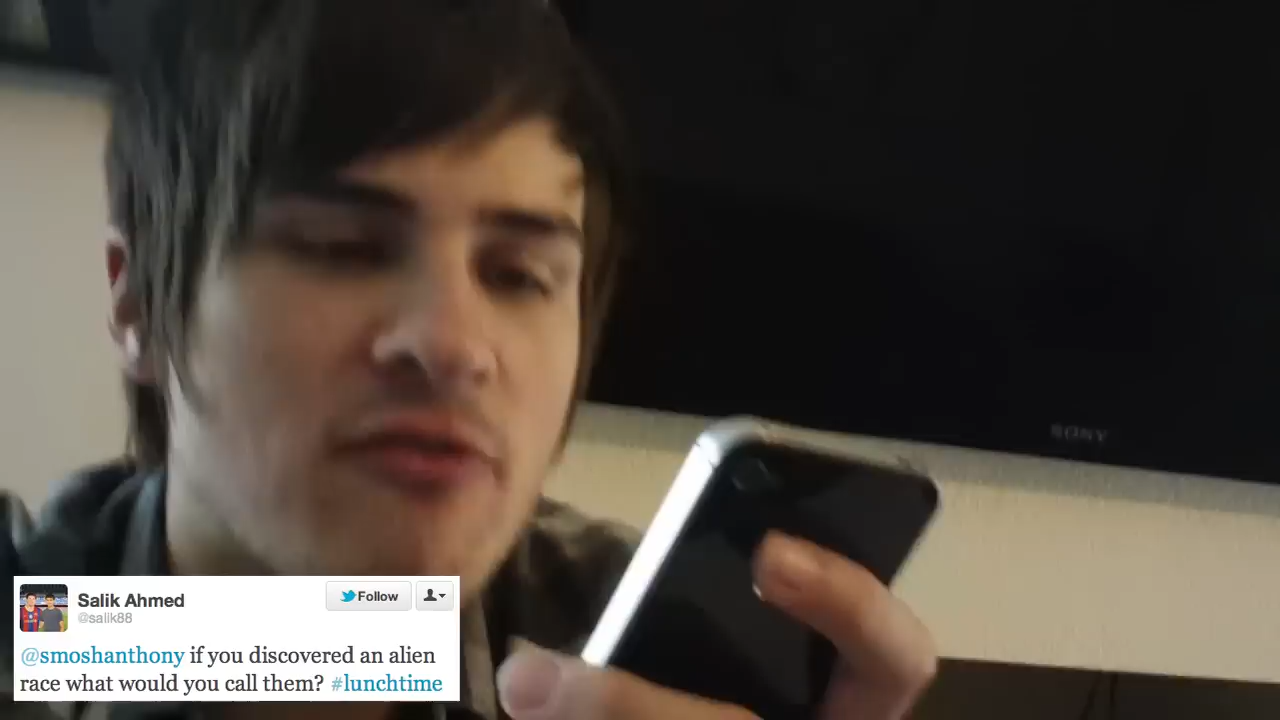 SONY
Salik Ahmed
@salik88
Follow
@smoshanthony if you discovered an alien
race what would you call them? #lunchtime